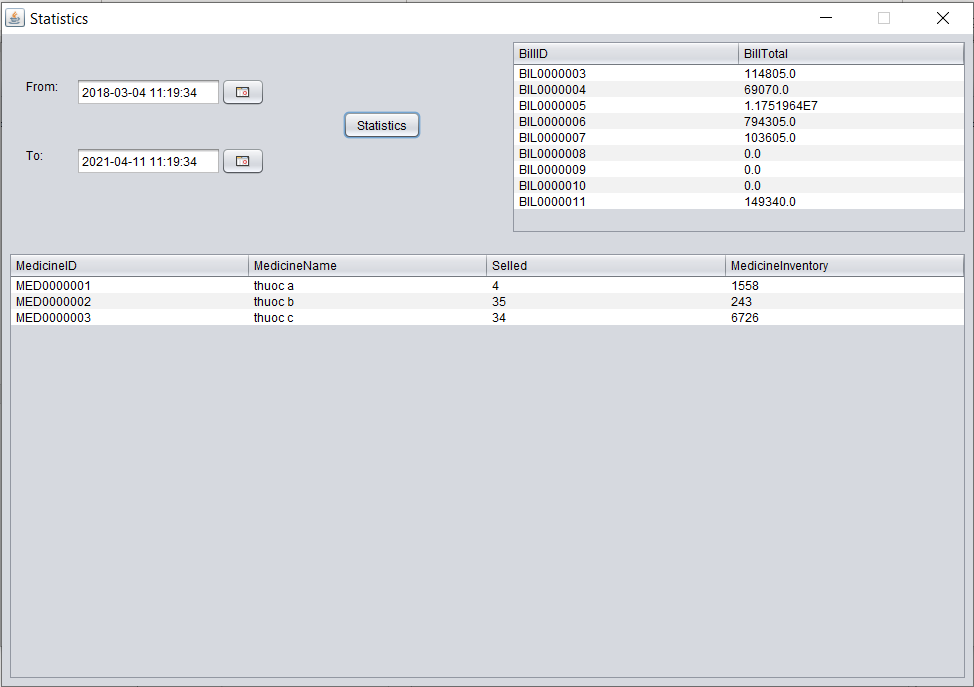 Statistics
From:
2018-03-04 11:19:34
To:
2021-04-11 11:19:34
Statistics
BillID BillTotal
BIL0000003 114805.0
BIL0000004 69070.0
BIL0000005 1.1751964E7
BIL0000006 794305.0
BIL0000007 103605.0
BIL0000008 0.0
BIL0000009 0.0
BIL0000010 0.0
BIL0000011 149340.0
MedicineID MedicineName Selled MedicineInventory
MED0000001 thuoc a 4 1558
MED0000002 thuoc b 35 243
MED0000003 thuoc c 34 6726